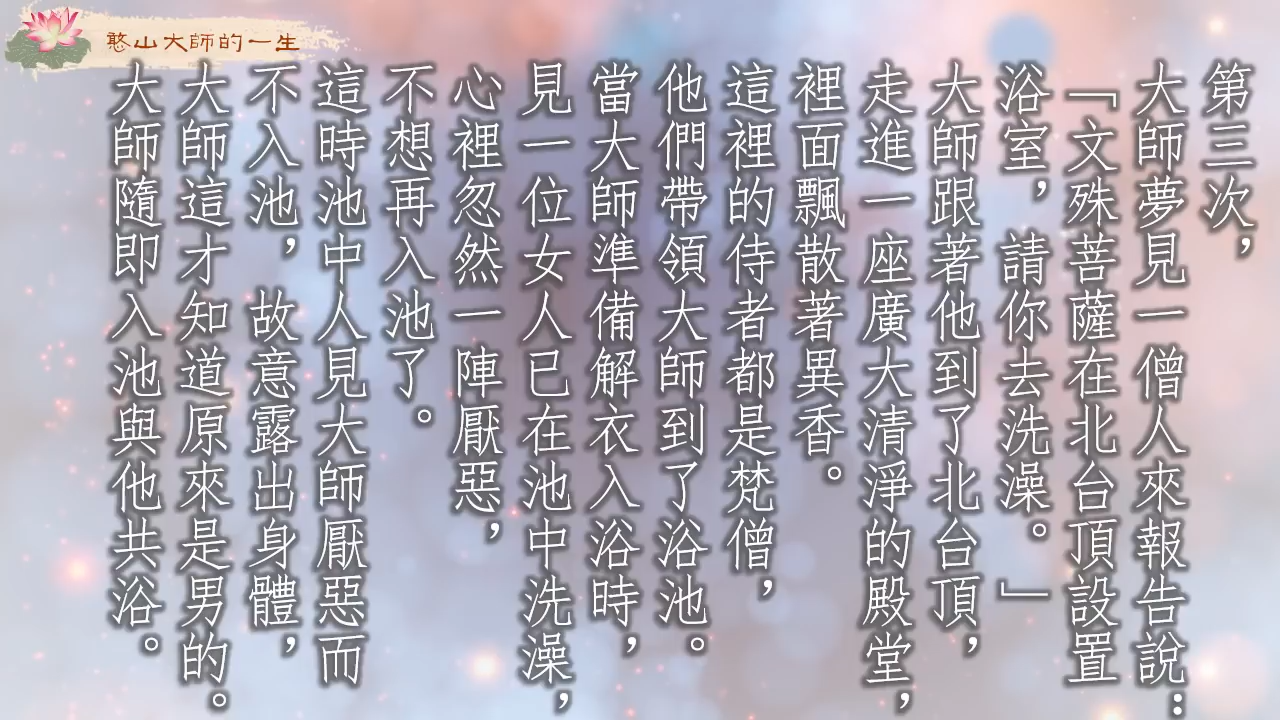 憨山大師的一生
第三次，
大師夢見一僧人來報告說：
「文殊菩薩在北台頂設置
浴室，請你去洗澡。」
大師跟著他到了北台頂，
走進一座廣大清淨的殿堂，
裡面飄散著異香。
這裡的侍者都是梵僧，
他們帶領大師到了浴池。
當大師準備解衣入浴時，
見一位女人已在池中洗澡，
心裡忽然一陣厭惡，
不想再入池了。
這時池中人見大師厭惡而
不入池，故意露出身體，
大師這才知道原來是男的。
大師隨即入池與他共浴。